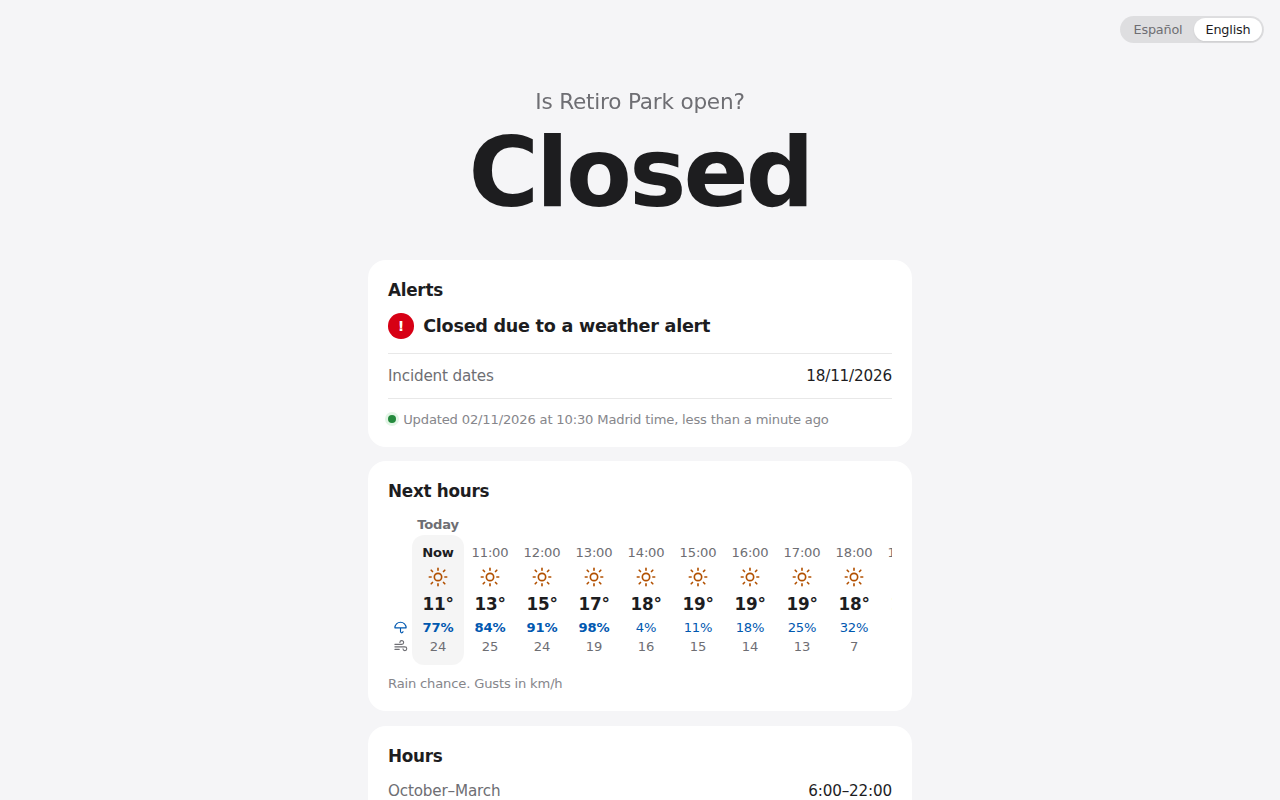 Español English
Is Retiro Park open?
Closed
Alerts
! Closed due to a weather alert
Incident dates 18/11/2026
Updated 02/11/2026 at 10:30 Madrid time, less than a minute ago
Next hours
Today
Now 11:00 12:00 13:00 14:00 15:00 16:00 17:00 18:00
11° 13° 15° 17° 18° 19° 19° 19° 18°
77% 84% 91% 98% 4% 11% 18% 25% 32%
24 25 24 19 16 15 14 13 7
Rain chance. Gusts in km/h
Hours
October–March 6:00–22:00